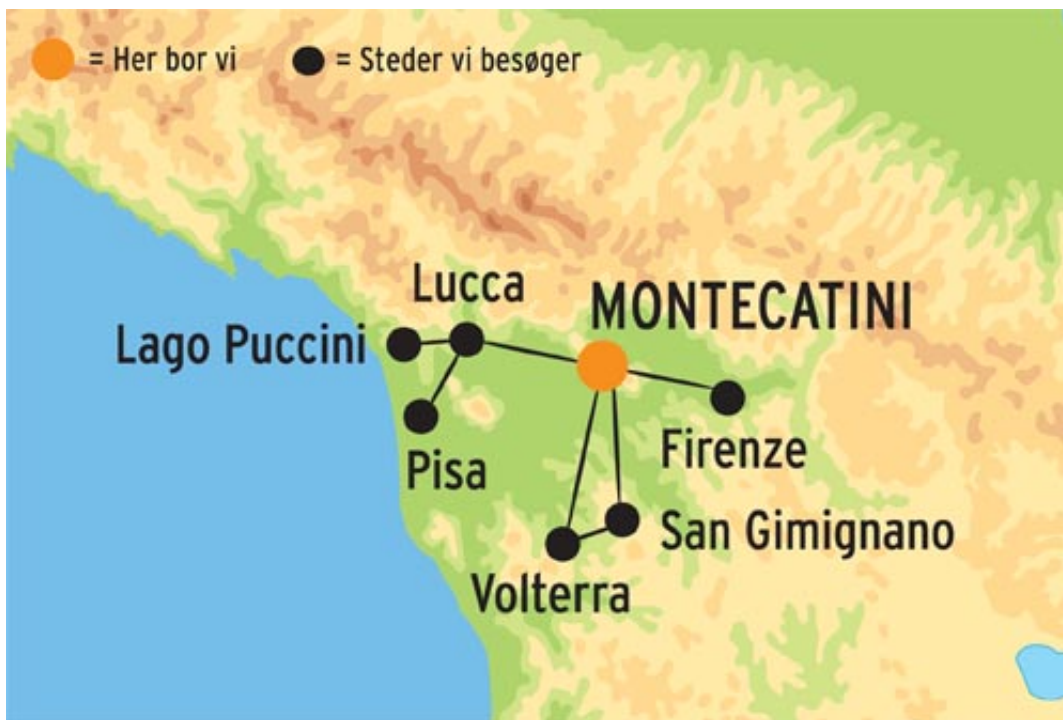 = Her bor vi
= Steder vi besøger
Lucca
MONTECATINI
Lago Puccini
Firenze
Pisa
San Gimignano
Volterra